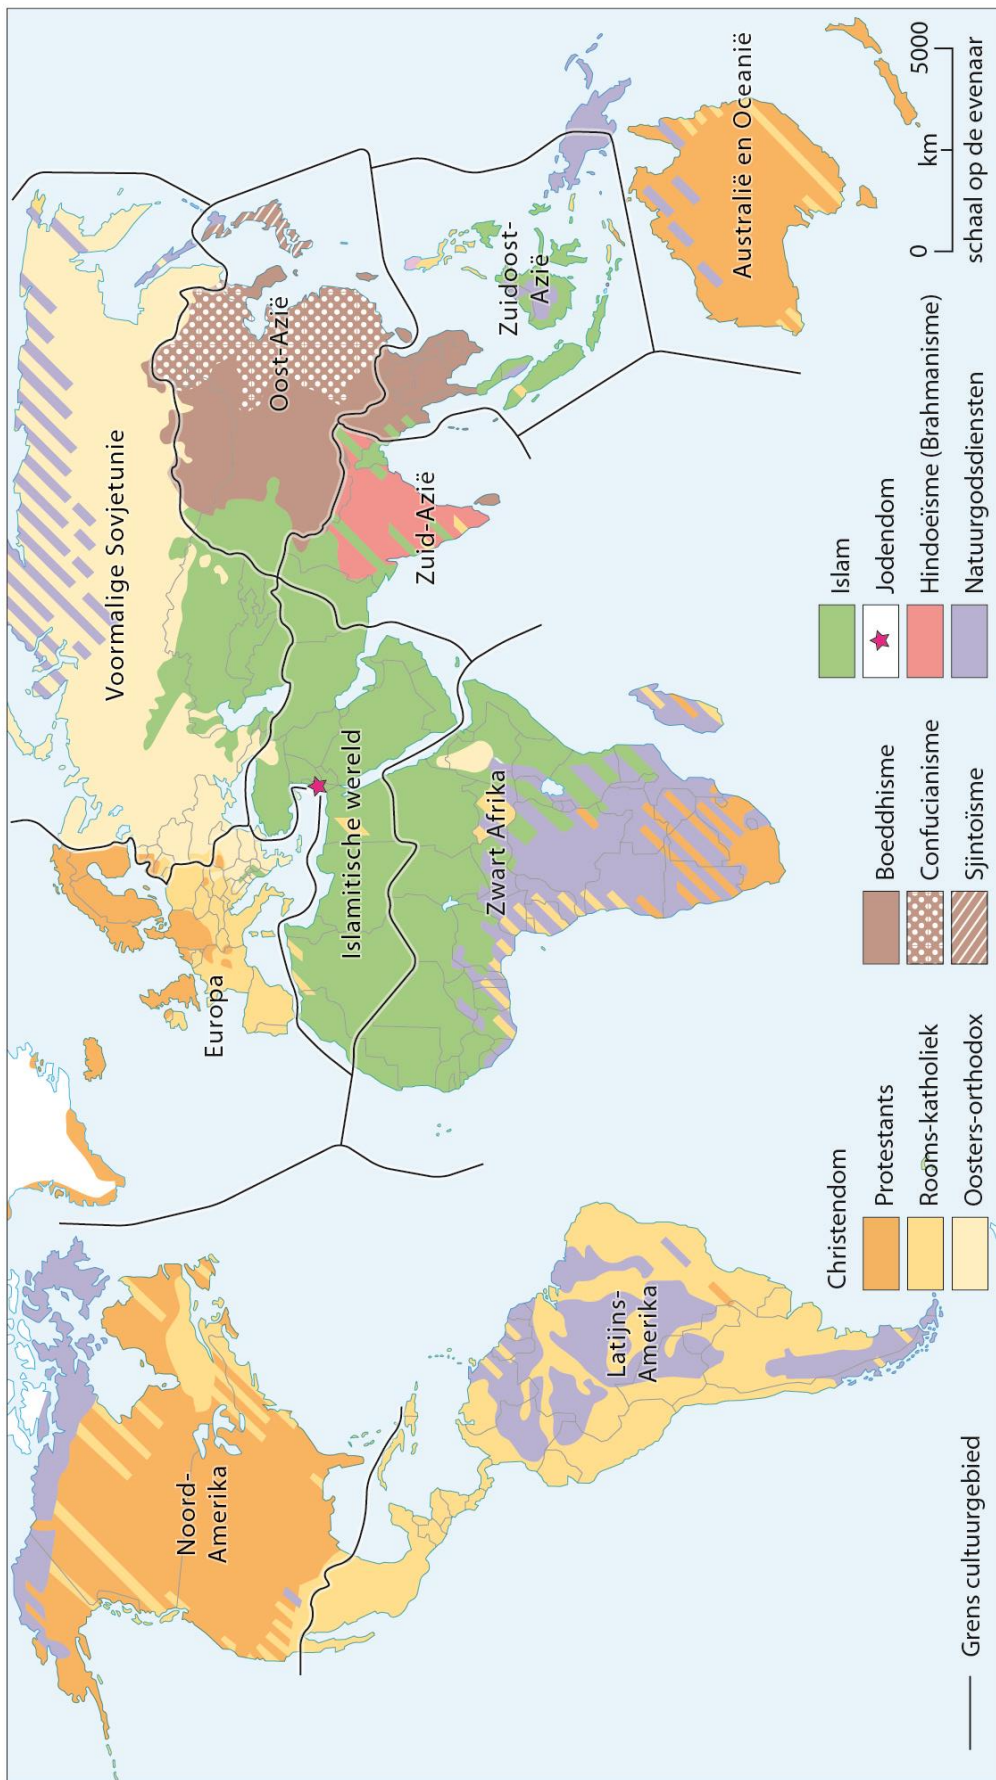 Noord-
Amerika
Latijns-
Amerika
Europa
Voormalige Sovjetunie
Islamitische wereld
Zwart Afrika
Oost-Azië
Zuid-Azië
Zuidoost-
Azië
Australië en Oceanië
Grens cultuurgebied
Christendom
Protestants
Rooms-katholiek
Oosters-orthodox
Boeddhisme
Confucianisme
Sjintoïsme
Islam
Jodendom
Hindoeïsme (Brahmanisme)
Natuurgodsdiensten
0 km 5000
schaal op de evenaar